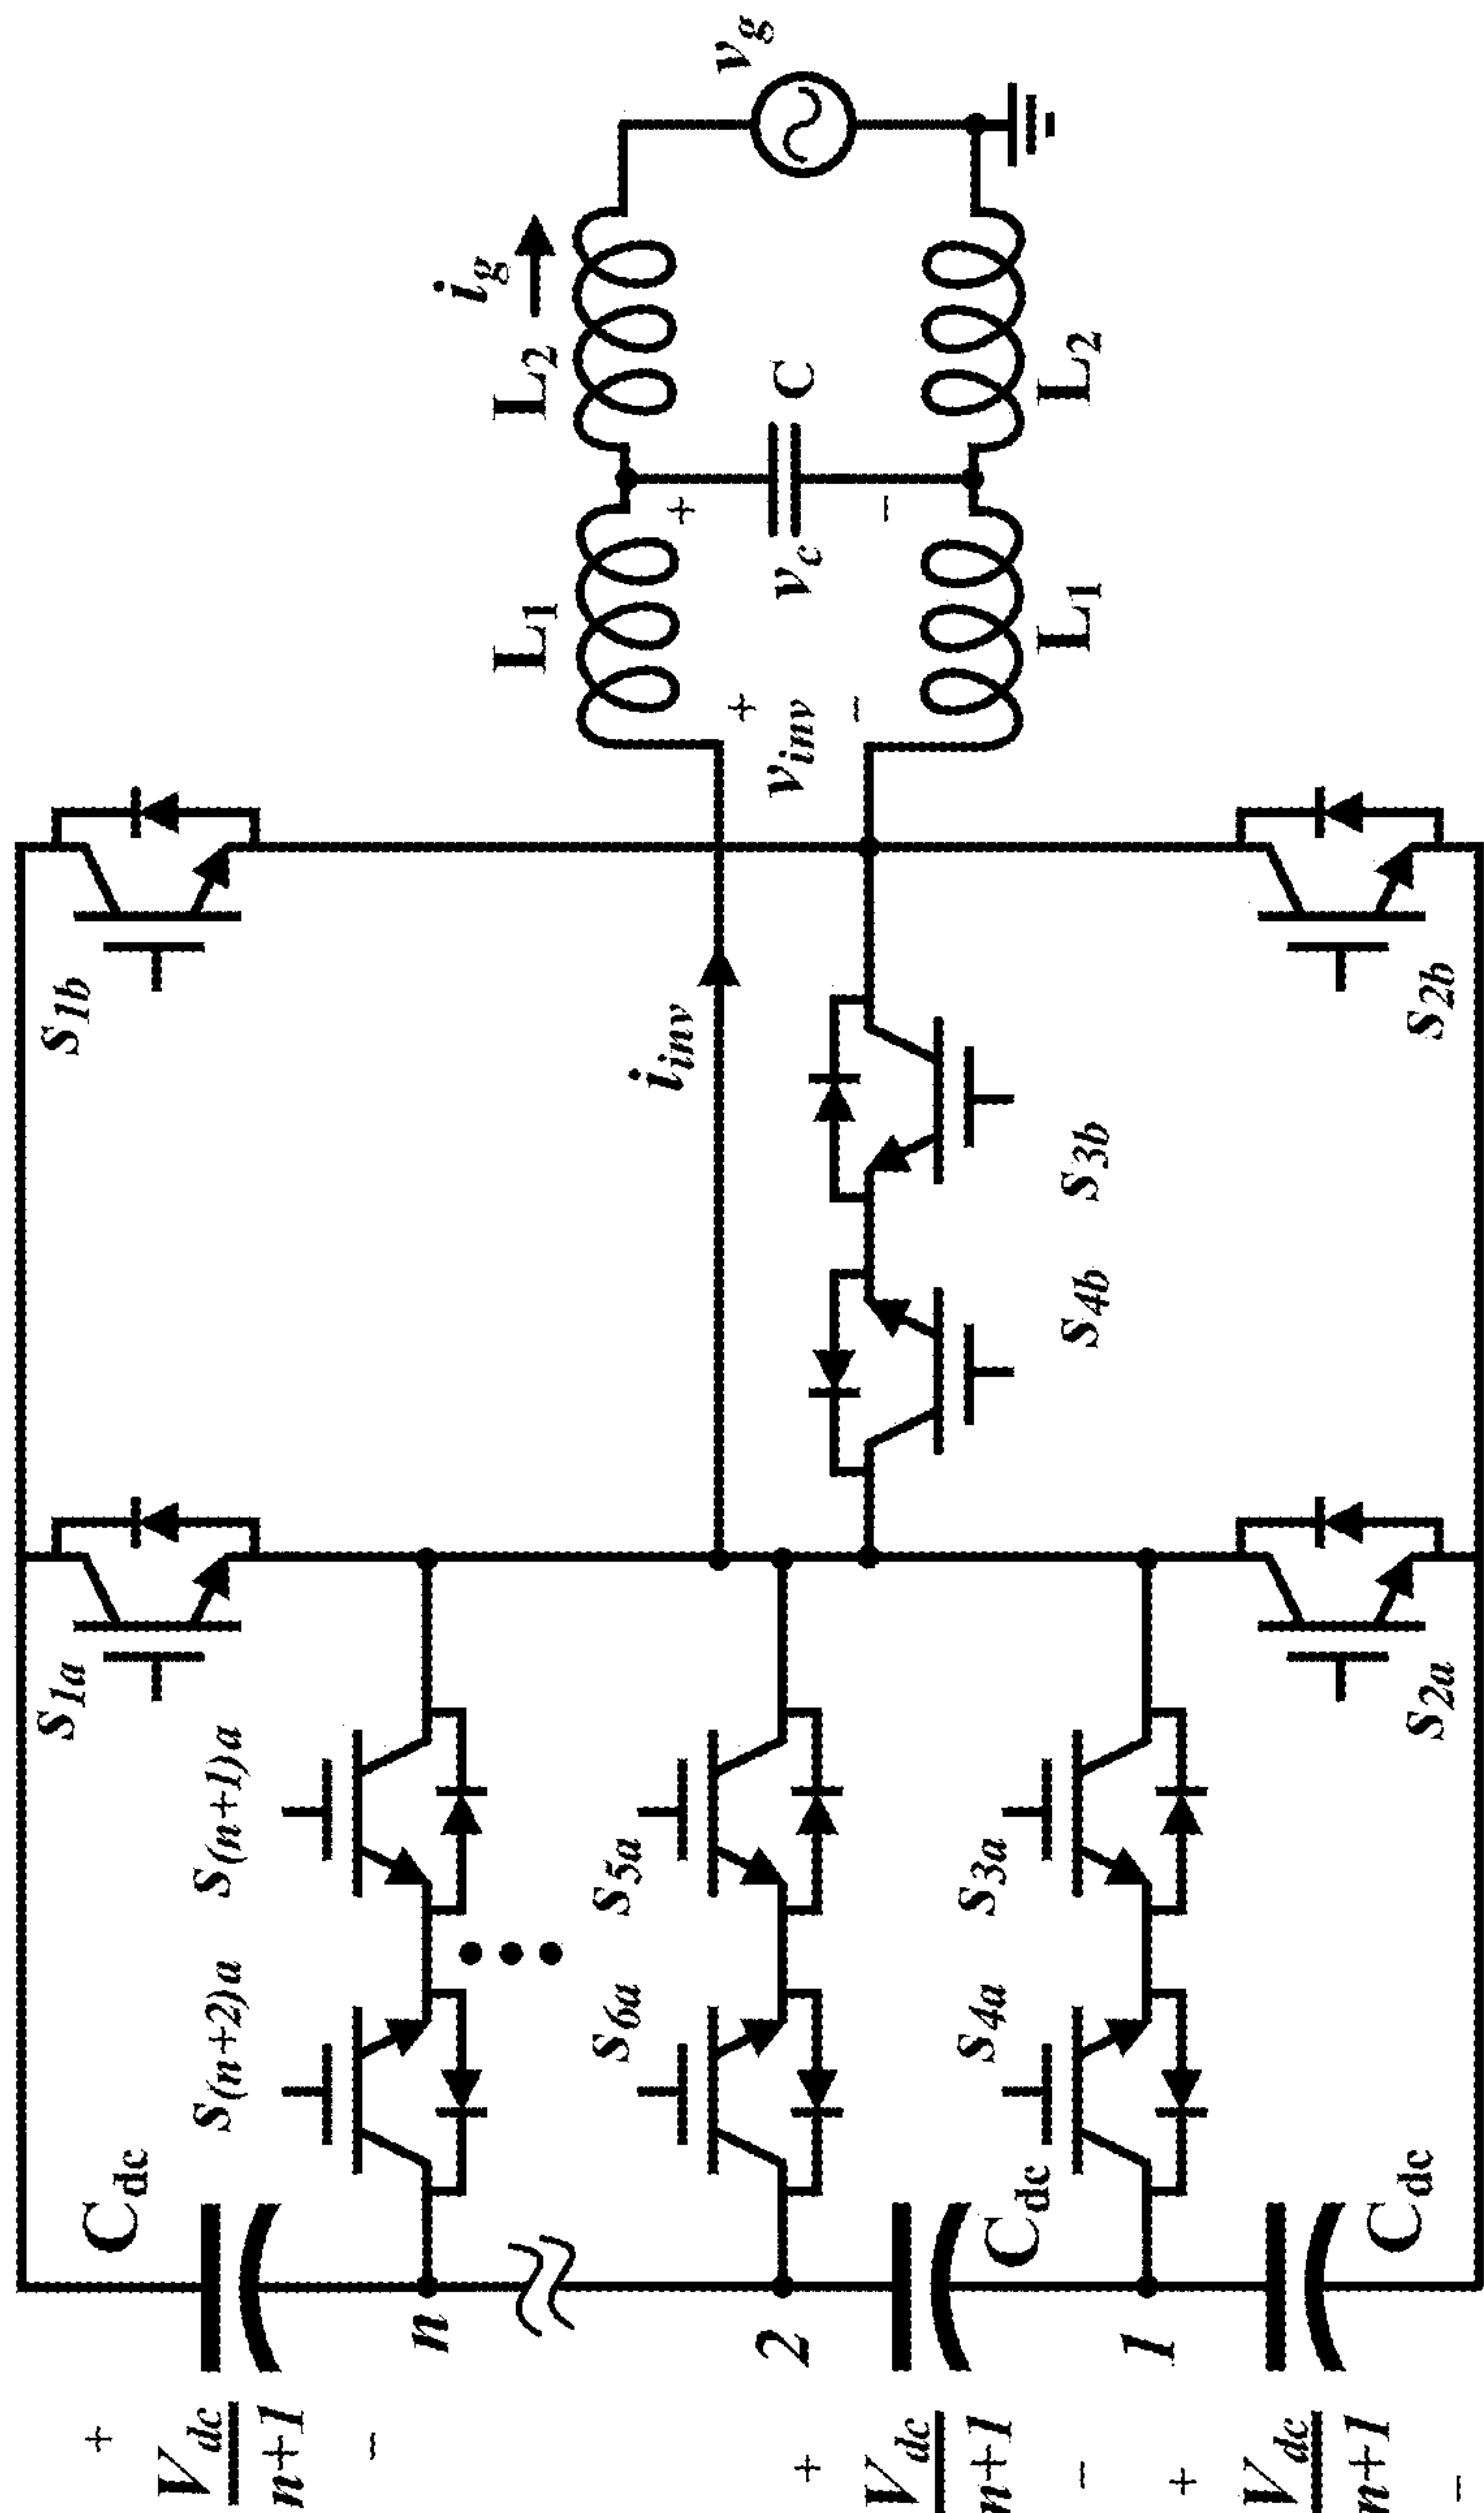 +
V_dc
n+1
−
+
V_dc
n+1
−
+
V_dc
n+1
−
C_dc
n
2
C_dc
1
C_dc
S_(n+2)a
S_(n+1)a
S_6a
S_5a
S_4a
S_3a
S_1a
S_2a
S_4b
S_3b
i_inv
S_1b
S_2b
+
v_inv
−
L_1
L_1
+
v_c
−
C
L_2
L_2
i_g
v_g